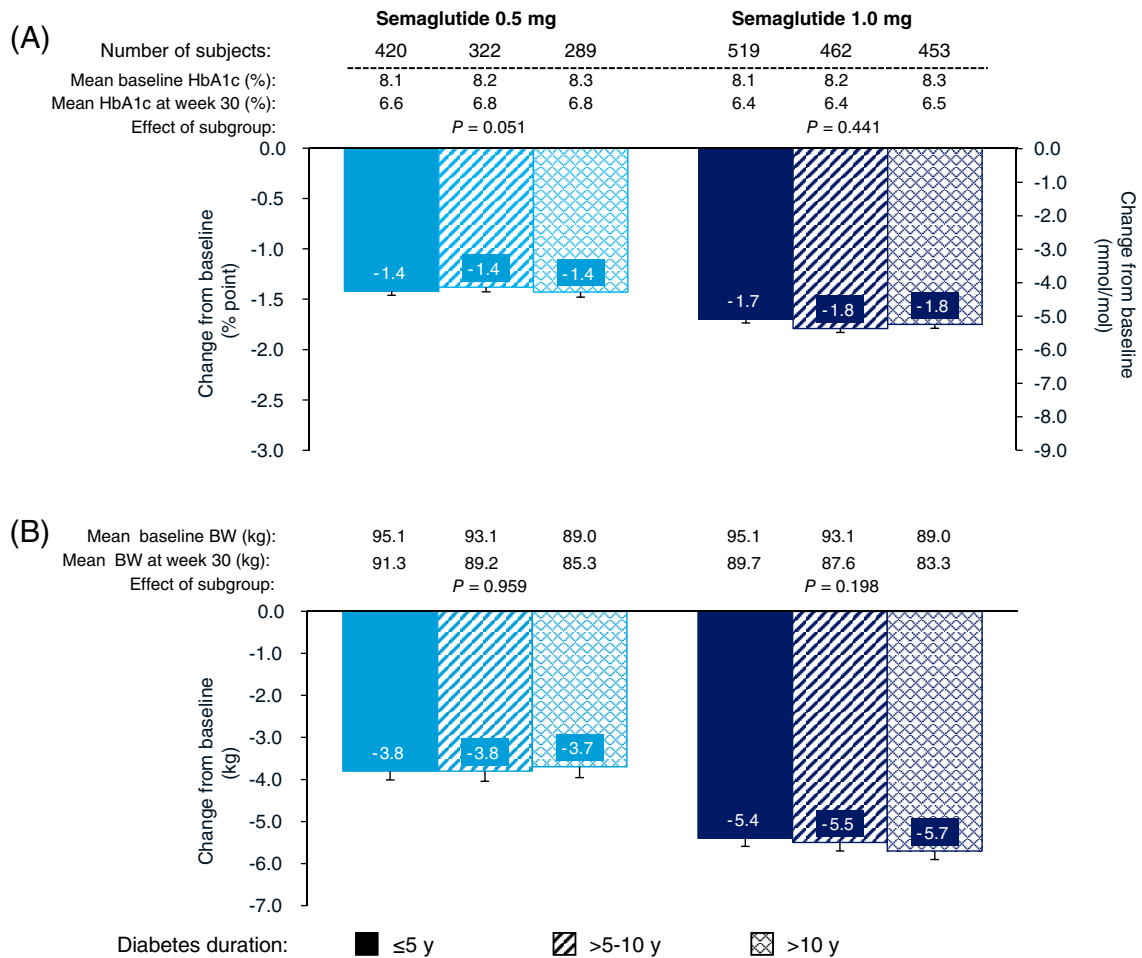 Semaglutide 0.5 mg Semaglutide 1.0 mg
(A)
Number of subjects: 420 322 289 519 462 453
Mean baseline HbA1c (%): 8.1 8.2 8.3 8.1 8.2 8.3
Mean HbA1c at week 30 (%): 6.6 6.8 6.8 6.4 6.4 6.5
Effect of subgroup: P = 0.051 P = 0.441
Change from baseline
(% point)
0.0
-0.5
-1.0
-1.5
-2.0
-2.5
-3.0
-1.4 -1.4 -1.4 -1.7 -1.8 -1.8
0.0
-1.0
-2.0
-3.0
-4.0
-5.0
-6.0
-7.0
-8.0
-9.0
Change from baseline
(mmol/mol)
(B)
Mean baseline BW (kg): 95.1 93.1 89.0 95.1 93.1 89.0
Mean BW at week 30 (kg): 91.3 89.2 85.3 89.7 87.6 83.3
Effect of subgroup: P = 0.959 P = 0.198
Change from baseline
(kg)
0.0
-1.0
-2.0
-3.0
-4.0
-5.0
-6.0
-7.0
-3.8 -3.8 -3.7 -5.4 -5.5 -5.7
Diabetes duration: ≤5 y >5-10 y >10 y